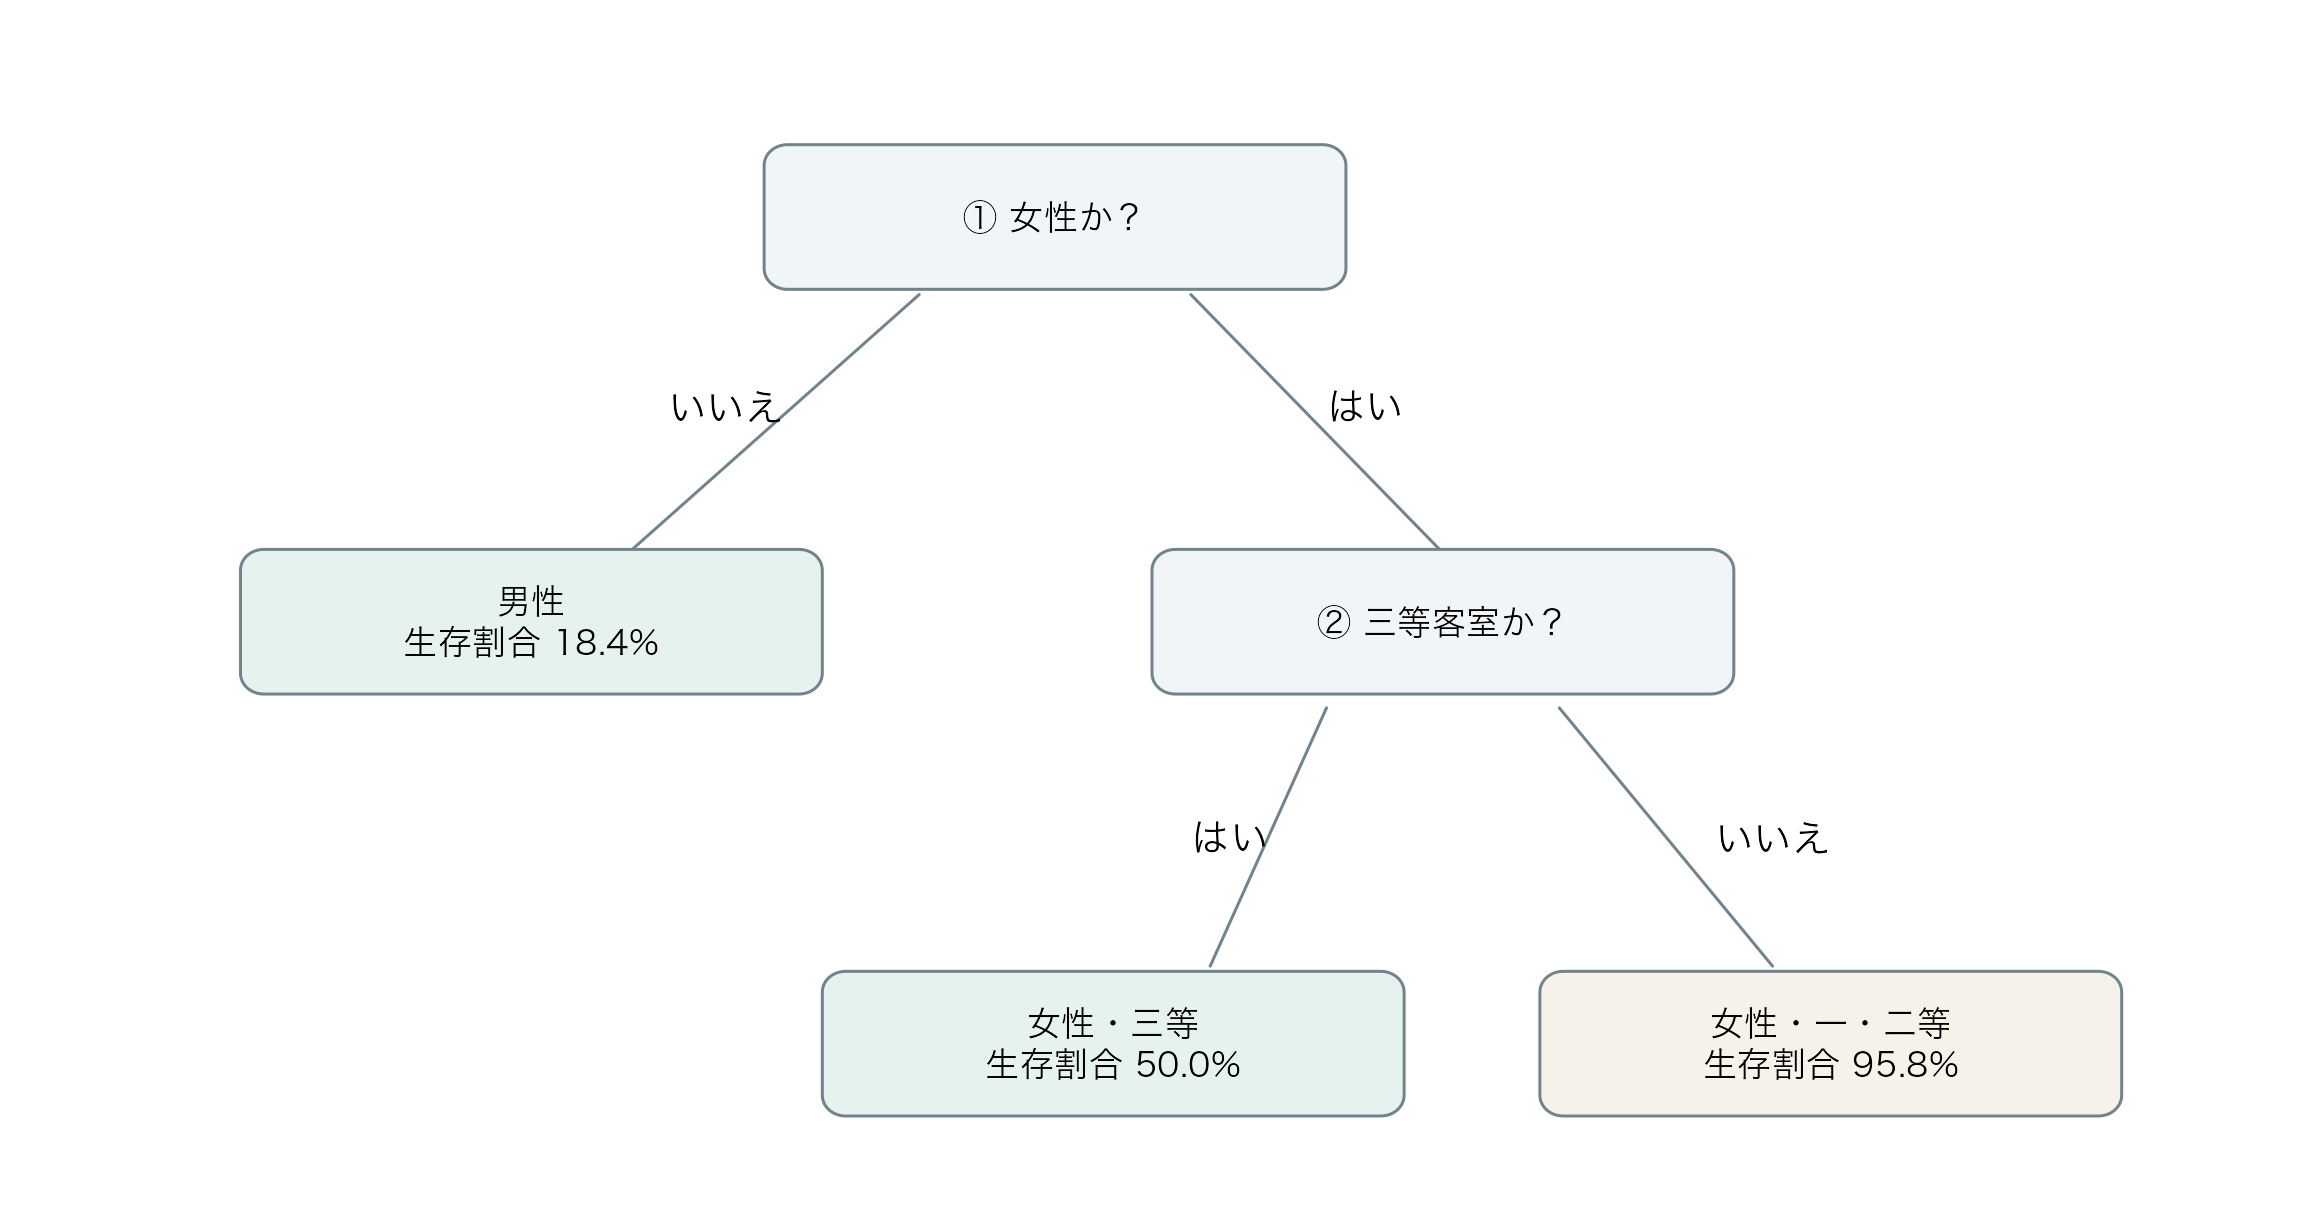 ① 女性か？
いいえ
はい
男性
生存割合 18.4%
② 三等客室か？
はい
いいえ
女性・三等
生存割合 50.0%
女性・一・二等
生存割合 95.8%